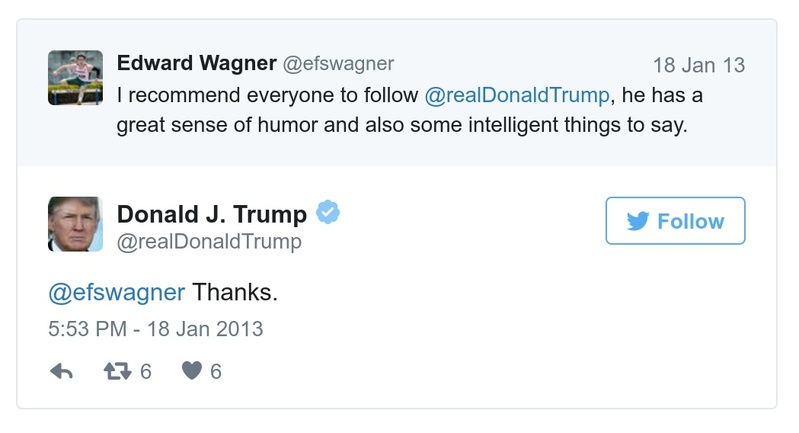 Edward Wagner @efswagner 18 Jan 13
I recommend everyone to follow @realDonaldTrump, he has a
great sense of humor and also some intelligent things to say.
Donald J. Trump
@realDonaldTrump
Follow
@efswagner Thanks.
5:53 PM - 18 Jan 2013
6 6